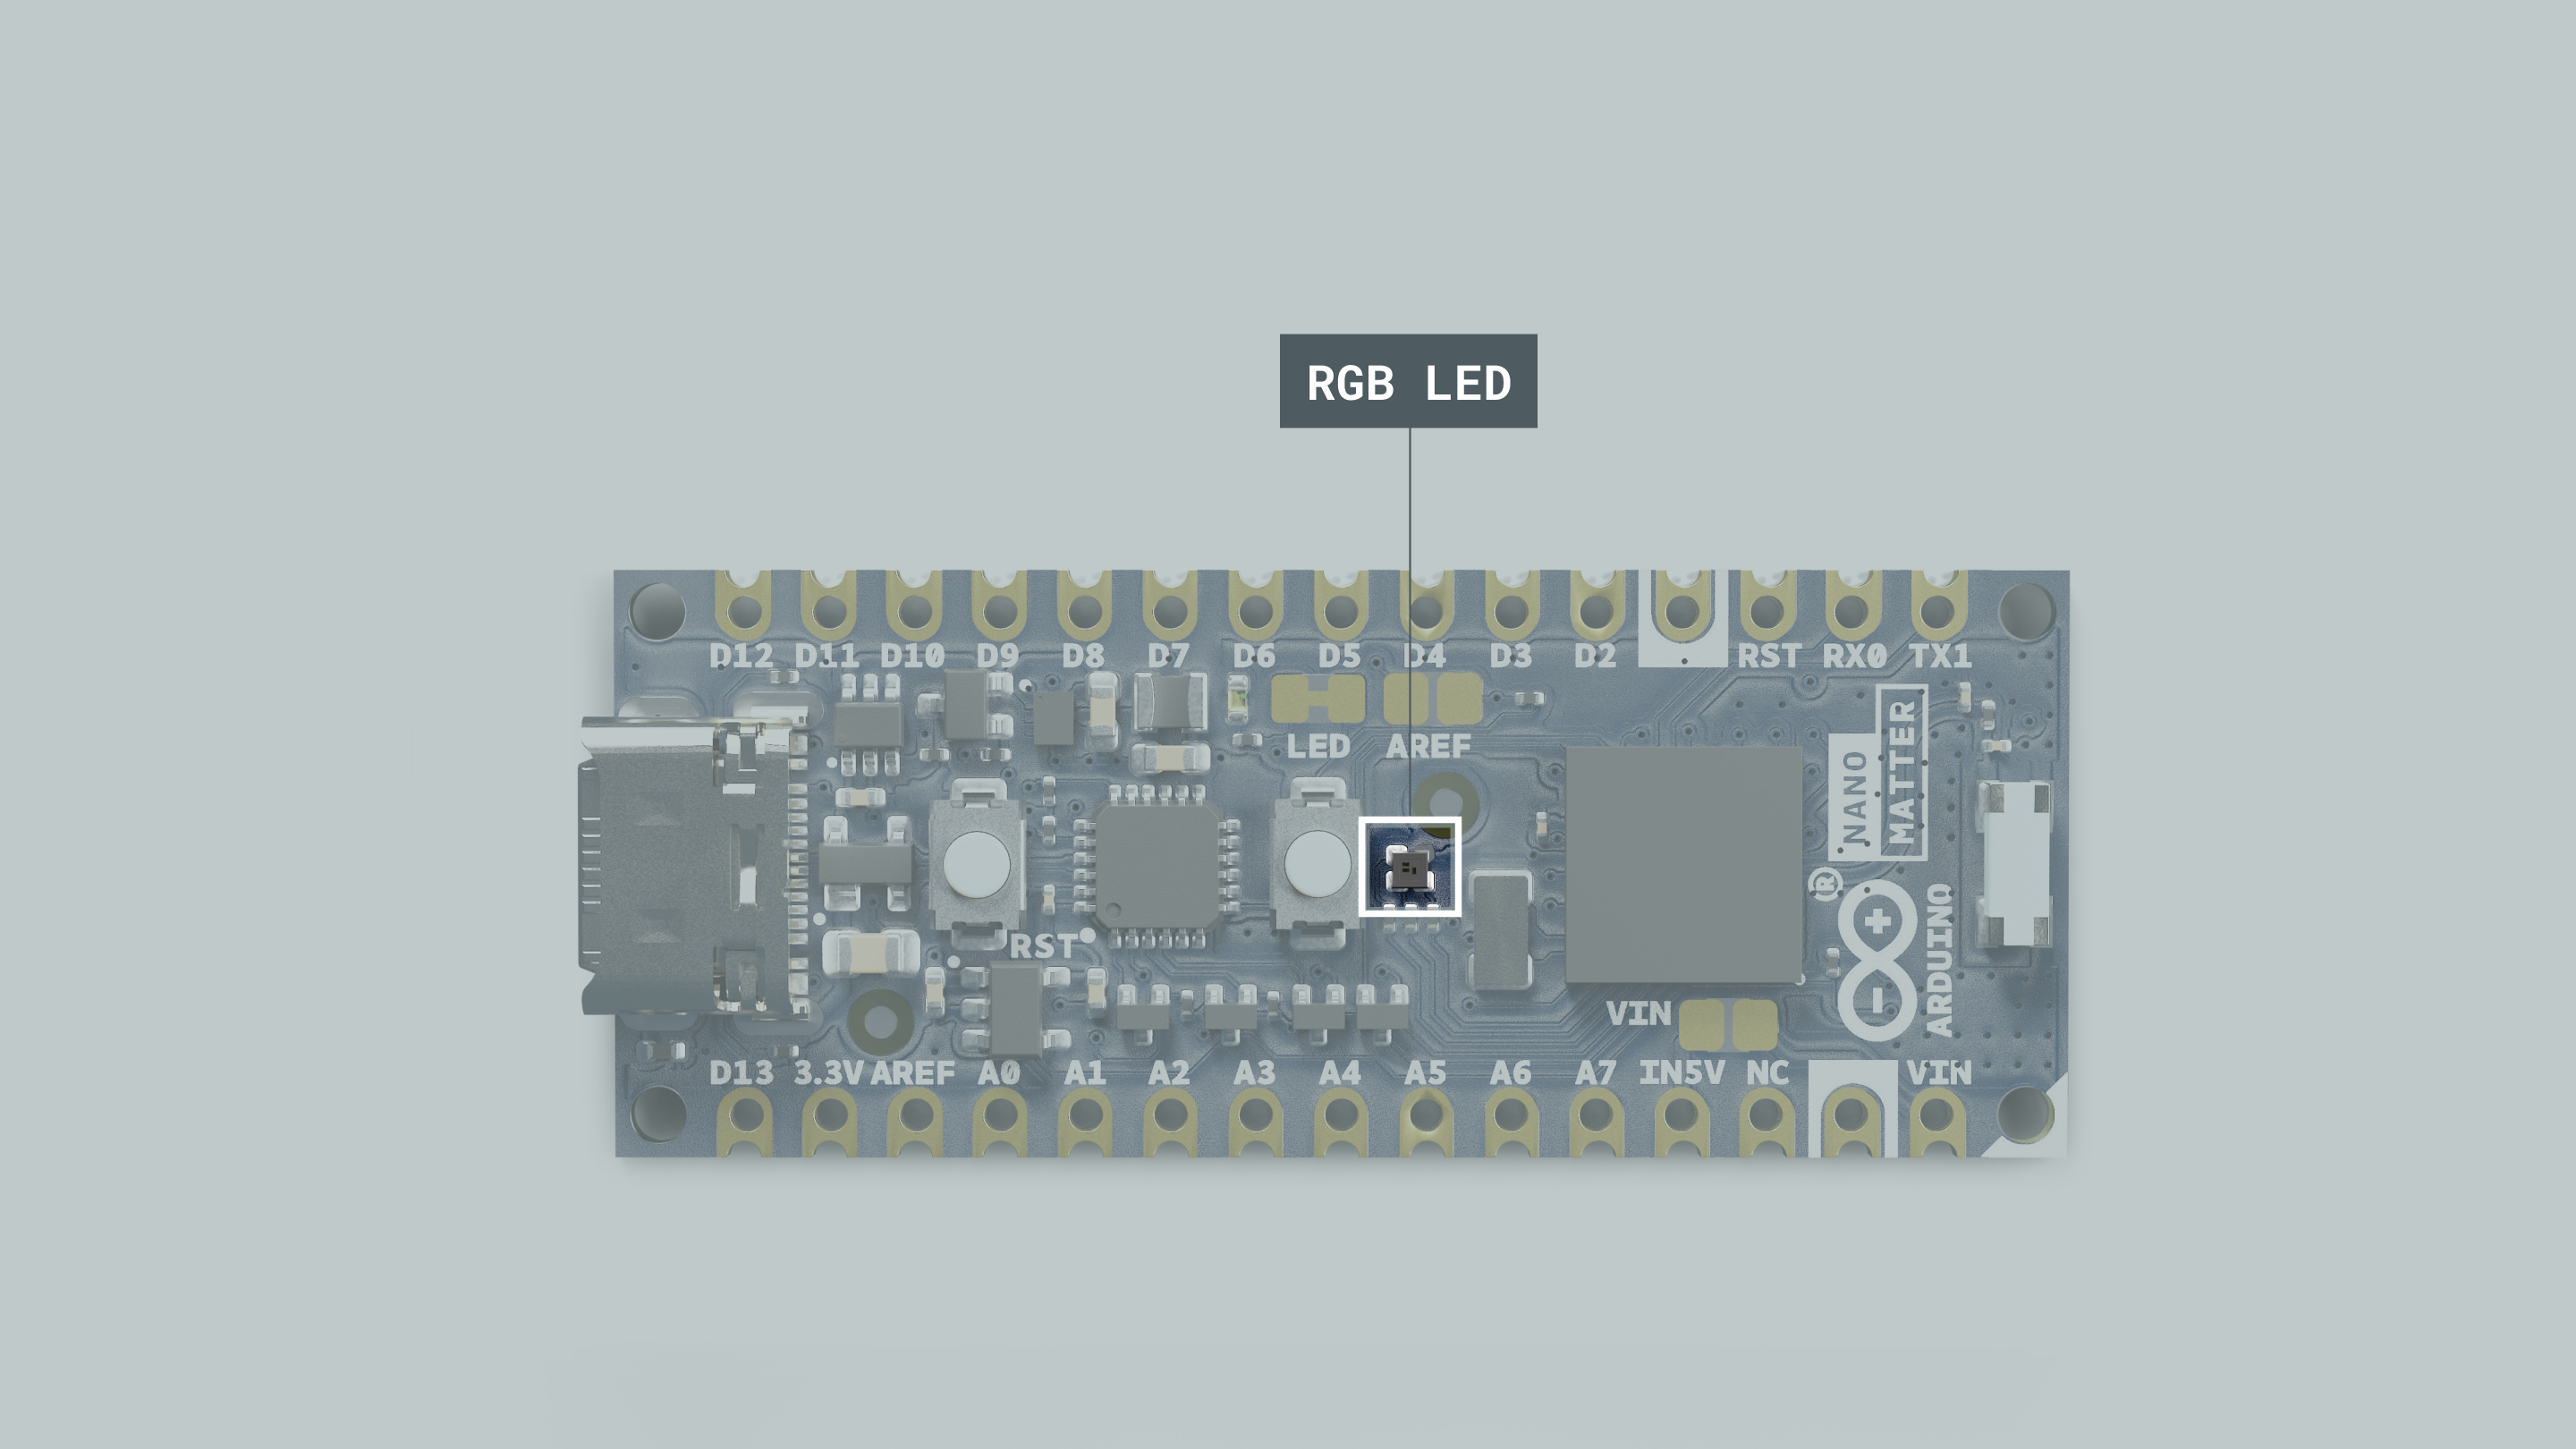 RGB LED
D12 D11 D10 D9 D8 D7 D6 D5 D4 D3 D2 RST RX0 TX1
LED AREF
NANO
MATTER
®
ARDUINO
RST
VIN
D13 3.3V AREF A0 A1 A2 A3 A4 A5 A6 A7 IN5V NC VIN